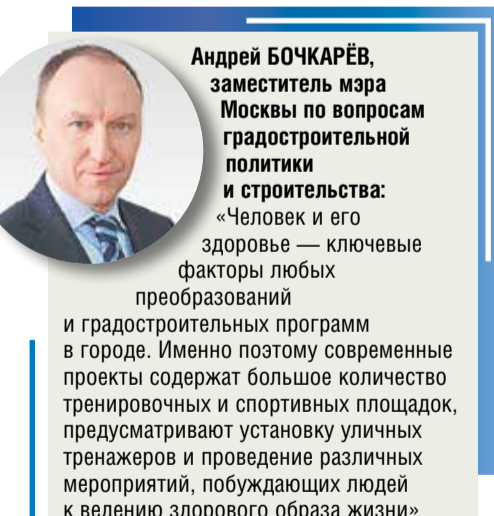 Андрей БОЧКАРЁВ,
заместитель мэра
Москвы по вопросам
градостроительной
политики
и строительства:
«Человек и его
здоровье — ключевые
факторы любых
преобразований
и градостроительных программ
в городе. Именно поэтому современные
проекты содержат большое количество
тренировочных и спортивных площадок,
предусматривают установку уличных
тренажеров и проведение различных
мероприятий, побуждающих людей
к ведению здорового образа жизни»